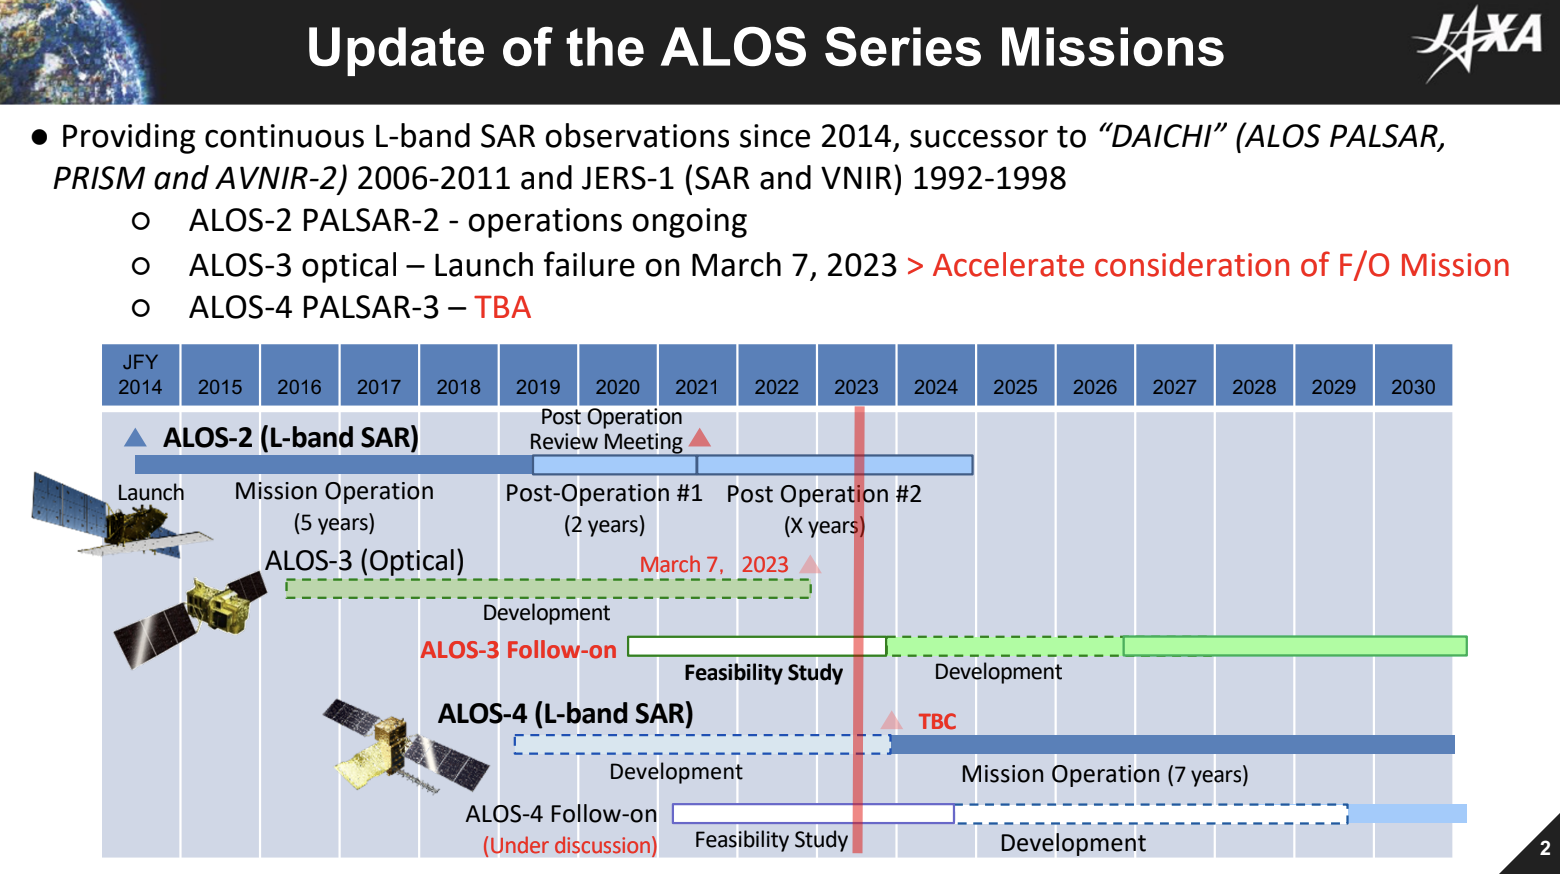 Update of the ALOS Series Missions
JAXA
● Providing continuous L-band SAR observations since 2014, successor to “DAICHI” (ALOS PALSAR,
PRISM and AVNIR-2) 2006-2011 and JERS-1 (SAR and VNIR) 1992-1998
○ ALOS-2 PALSAR-2 - operations ongoing
○ ALOS-3 optical – Launch failure on March 7, 2023 > Accelerate consideration of F/O Mission
○ ALOS-4 PALSAR-3 – TBA
JFY
2014 2015 2016 2017 2018 2019 2020 2021 2022 2023 2024 2025 2026 2027 2028 2029 2030
Post Operation
ALOS-2 (L-band SAR) Review Meeting
Launch Mission Operation Post-Operation #1 Post Operation #2
(5 years) (2 years) (X years)
ALOS-3 (Optical) March 7, 2023
Development
ALOS-3 Follow-on
Feasibility Study Development
ALOS-4 (L-band SAR) TBC
Development Mission Operation (7 years)
ALOS-4 Follow-on
(Under discussion) Feasibility Study Development
2